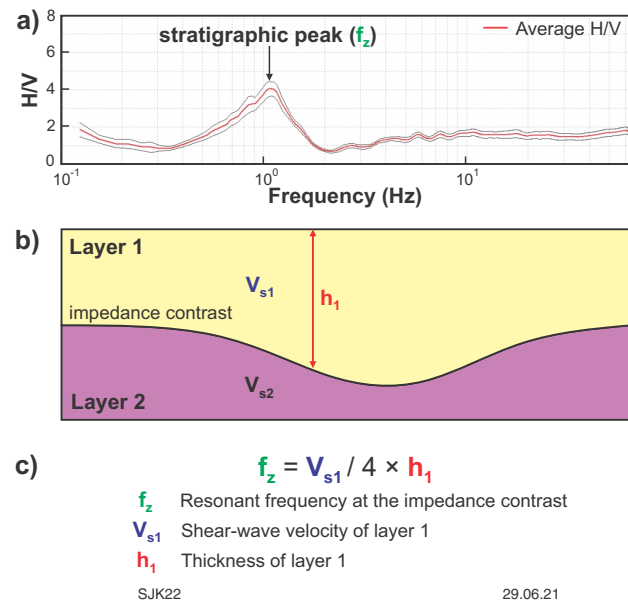 a)
8
6
4
2
0
H/V
stratigraphic peak (fz)
Average H/V
10⁻¹
10⁰
10¹
Frequency (Hz)
b)
Layer 1
Vs1
h1
impedance contrast
Vs2
Layer 2
c)
fz = Vs1 / 4 × h1
fz Resonant frequency at the impedance contrast
Vs1 Shear-wave velocity of layer 1
h1 Thickness of layer 1
SJK22 29.06.21